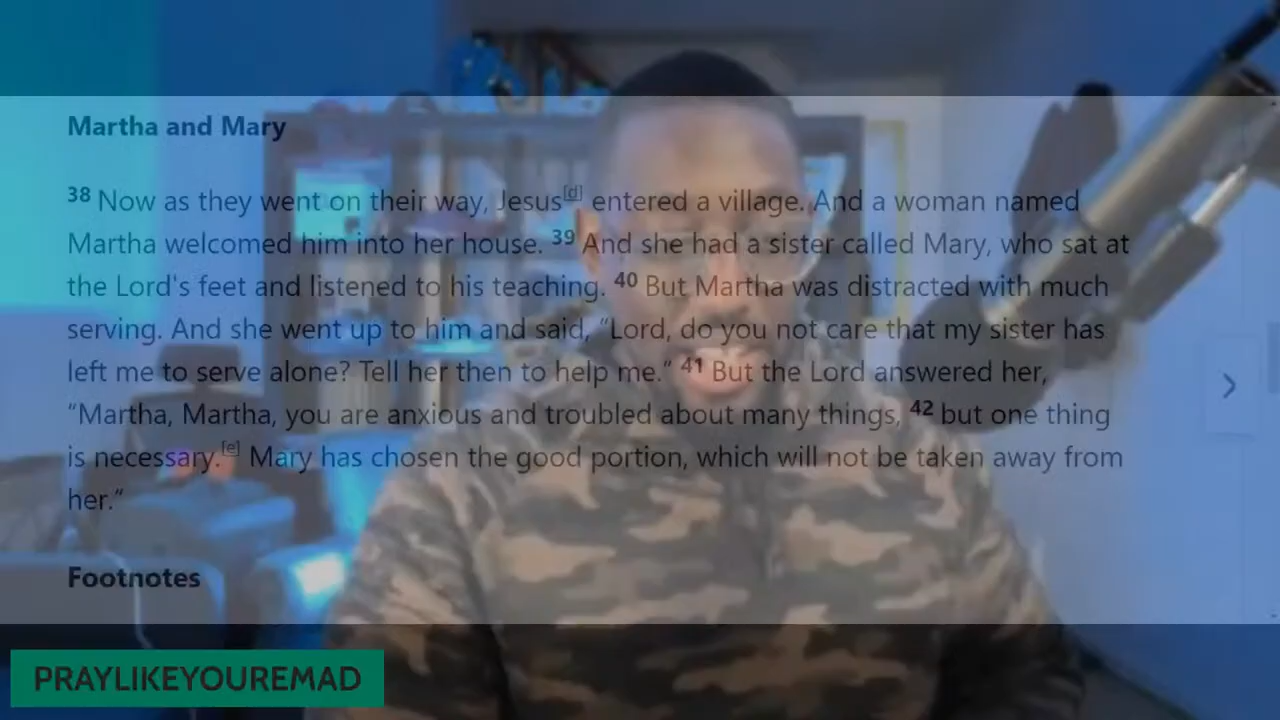 Martha and Mary
38 Now as they went on their way, Jesus[d] entered a village. And a woman named
Martha welcomed him into her house. 39 And she had a sister called Mary, who sat at
the Lord's feet and listened to his teaching. 40 But Martha was distracted with much
serving. And she went up to him and said, “Lord, do you not care that my sister has
left me to serve alone? Tell her then to help me.” 41 But the Lord answered her,
“Martha, Martha, you are anxious and troubled about many things, 42 but one thing
is necessary.[e] Mary has chosen the good portion, which will not be taken away from
her.”
Footnotes
PRAYLIKEYOUREMAD